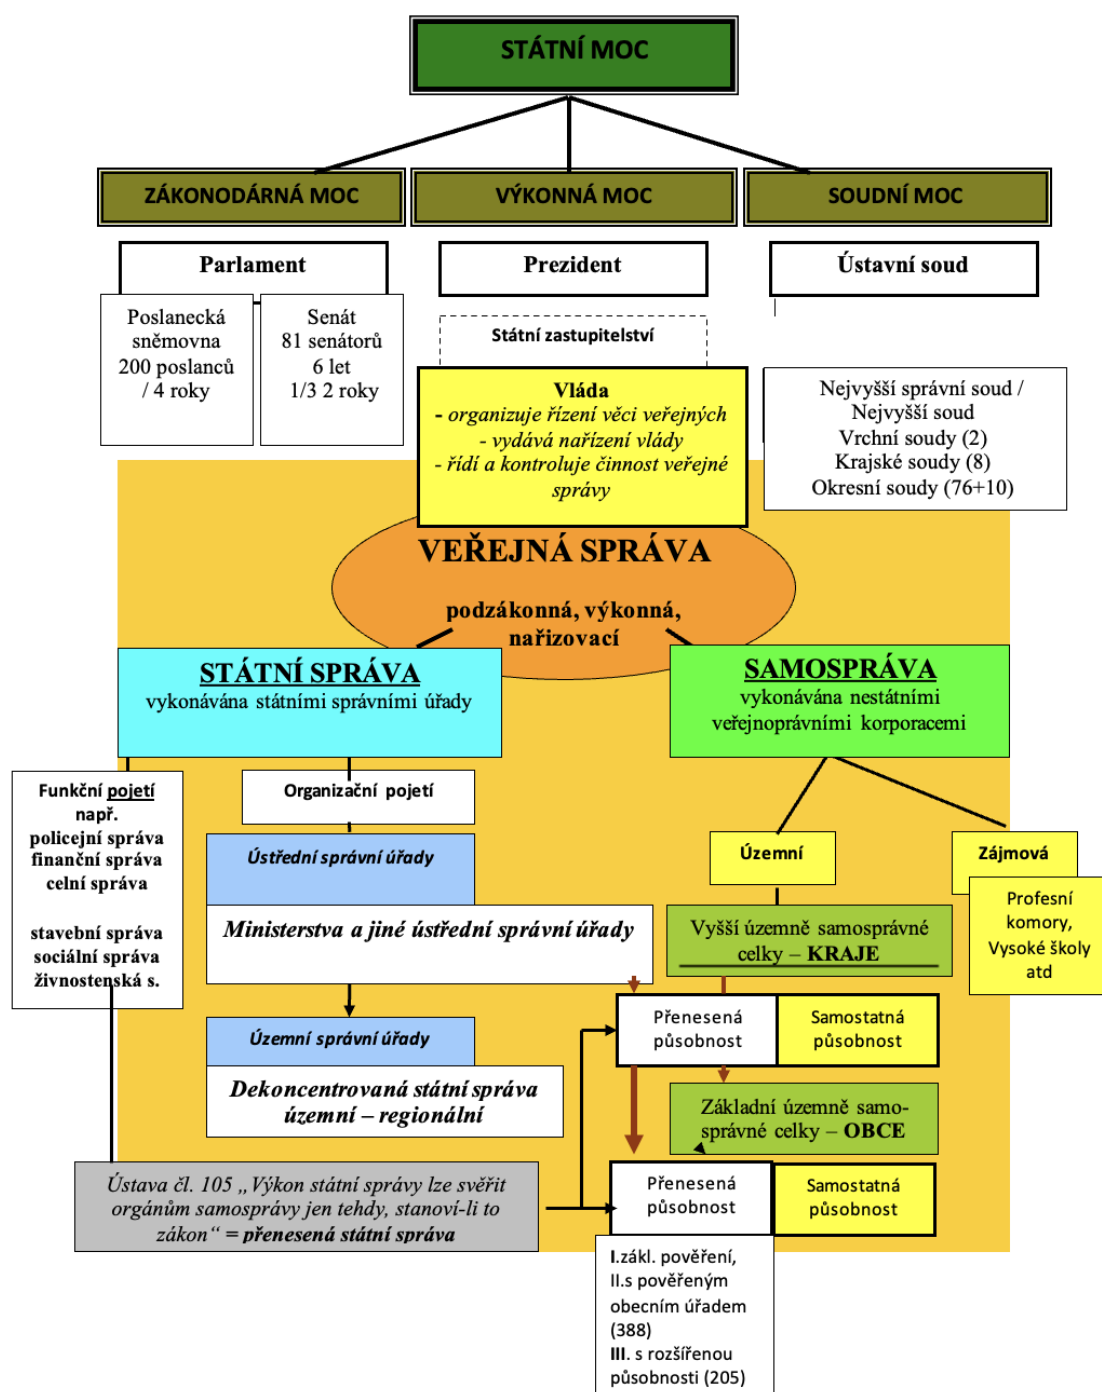 STÁTNÍ MOC
ZÁKONODÁRNÁ MOC
VÝKONNÁ MOC
SOUDNÍ MOC
Parlament
Prezident
Ústavní soud
Poslanecká
sněmovna
200 poslanců
/ 4 roky
Senát
81 senátorů
6 let
1/3 2 roky
Státní zastupitelství
Vláda
- organizuje řízení věci veřejných
- vydává nařízení vlády
- řídí a kontroluje činnost veřejné
správy
Nejvyšší správní soud /
Nejvyšší soud
Vrchní soudy (2)
Krajské soudy (8)
Okresní soudy (76+10)
VEŘEJNÁ SPRÁVA
podzákonná, výkonná,
nařizovací
STÁTNÍ SPRÁVA
vykonávána státními správními úřady
SAMOSPRÁVA
vykonávána nestátními
veřejnoprávními korporacemi
Funkční pojetí
např.
policejní správa
finanční správa
celní správa
stavební správa
sociální správa
živnostenská s.
Organizační pojetí
Ústřední správní úřady
Ministerstva a jiné ústřední správní úřady
Územní správní úřady
Dekoncentrovaná státní správa
územní – regionální
Územní
Zájmová
Profesní
komory,
Vysoké školy
atd
Vyšší územně samosprávné
celky – KRAJE
Přenesená
působnost
Samostatná
působnost
Základní územně samo-
správné celky – OBCE
Přenesená
působnost
Samostatná
působnost
Ústava čl. 105 „Výkon státní správy lze svěřit
orgánům samosprávy jen tehdy, stanoví-li to
zákon“ = přenesená státní správa
I.zákl. pověření,
II.s pověřeným
obecním úřadem
(388)
III. s rozšířenou
působnosti (205)